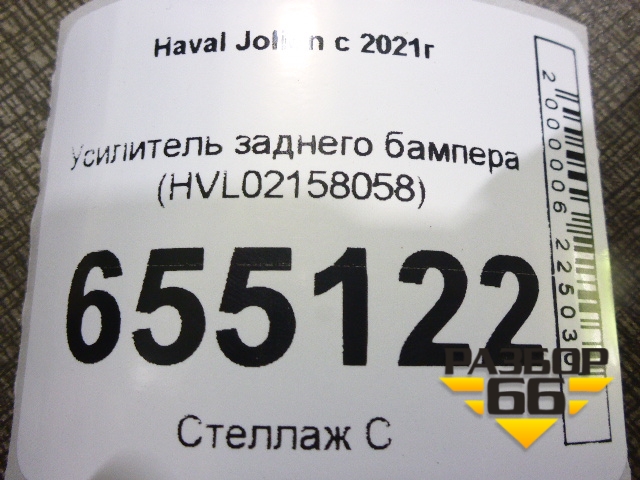 Haval Jolion с 2021г
Усилитель заднего бампера
(HVL02158058)
655122
Стеллаж С
РАЗБОР
66